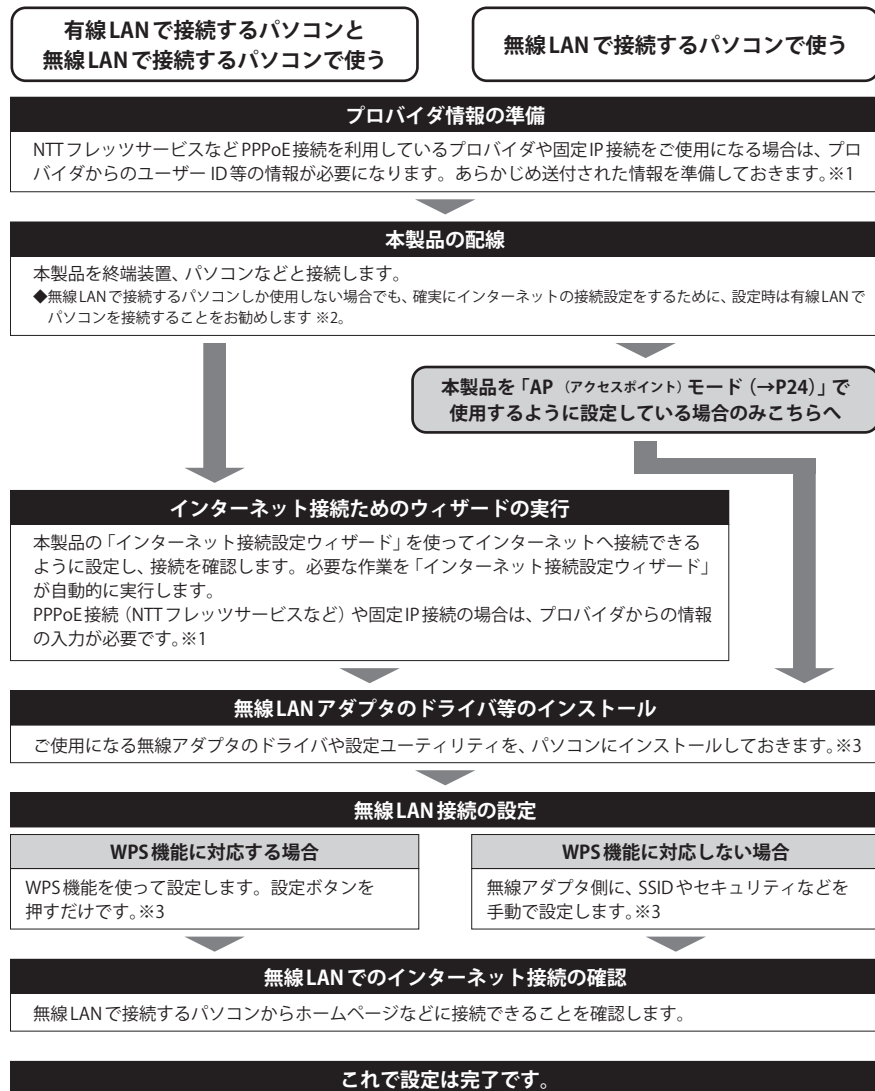 有線LANで接続するパソコンと
無線LANで接続するパソコンで使う
無線LANで接続するパソコンで使う
プロバイダ情報の準備
NTTフレッツサービスなどPPPoE接続を利用しているプロバイダや固定IP接続をご使用になる場合は、プロ
バイダからのユーザーID等の情報が必要になります。あらかじめ送付された情報を準備しておきます。※1
本製品の配線
本製品を終端装置、パソコンなどと接続します。
◆無線LANで接続するパソコンしか使用しない場合でも、確実にインターネットの接続設定をするために、設定時は有線LANで
パソコンを接続することをお勧めします ※2。
本製品を「AP （アクセスポイント）モード（→P24）」で
使用するように設定している場合のみこちらへ
インターネット接続ためのウィザードの実行
本製品の「インターネット接続設定ウィザード」を使ってインターネットへ接続できる
ように設定し、接続を確認します。必要な作業を「インターネット接続設定ウィザード」
が自動的に実行します。
PPPoE接続（NTTフレッツサービスなど）や固定IP接続の場合は、プロバイダからの情報
の入力が必要です。※1
無線LANアダプタのドライバ等のインストール
ご使用になる無線アダプタのドライバや設定ユーティリティを、パソコンにインストールしておきます。※3
無線LAN接続の設定
WPS機能に対応する場合
WPS機能を使って設定します。設定ボタンを
押すだけです。※3
WPS機能に対応しない場合
無線アダプタ側に、SSIDやセキュリティなどを
手動で設定します。※3
無線LANでのインターネット接続の確認
無線LANで接続するパソコンからホームページなどに接続できることを確認します。
これで設定は完了です。